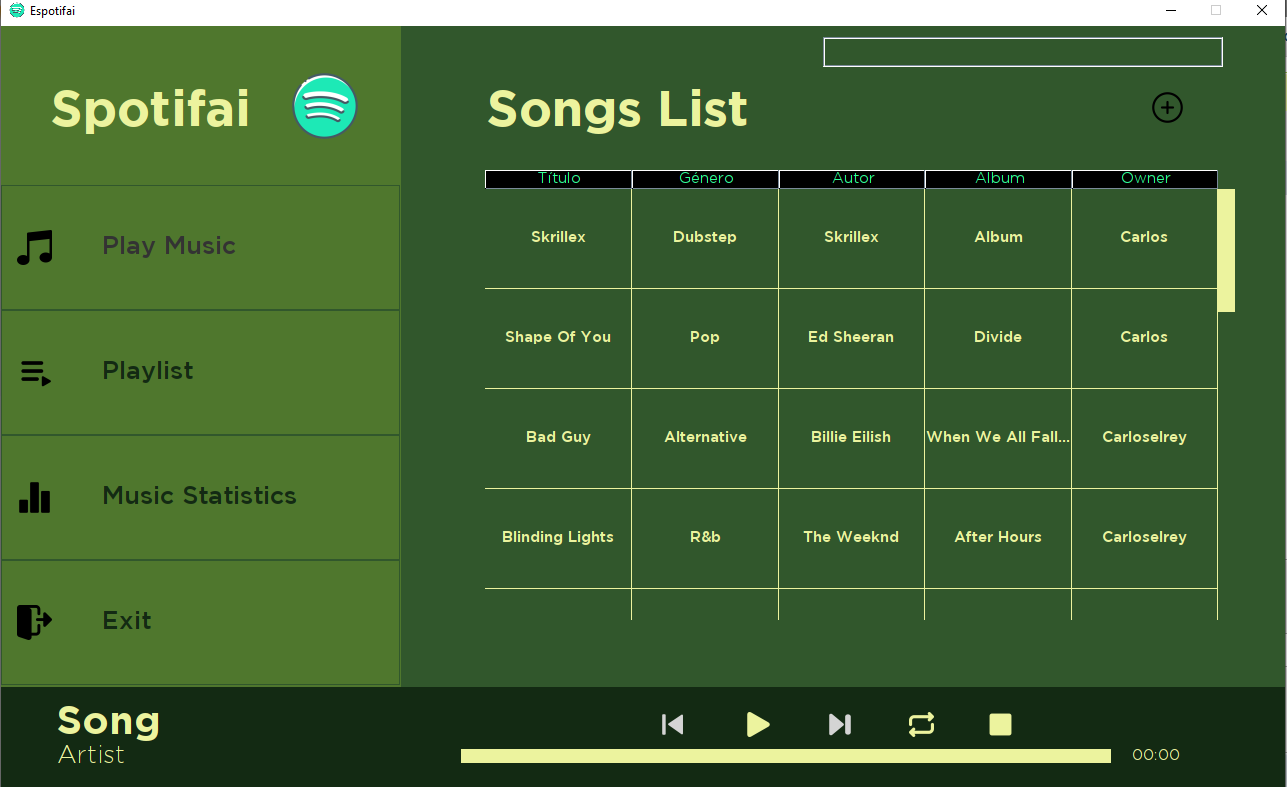 Espotifai
Spotifai
Songs List
Título Género Autor Album Owner
Skrillex Dubstep Skrillex Album Carlos
Shape Of You Pop Ed Sheeran Divide Carlos
Bad Guy Alternative Billie Eilish When We All Fall... Carloselrey
Blinding Lights R&b The Weeknd After Hours Carloselrey
Play Music
Playlist
Music Statistics
Exit
Song
Artist
00:00